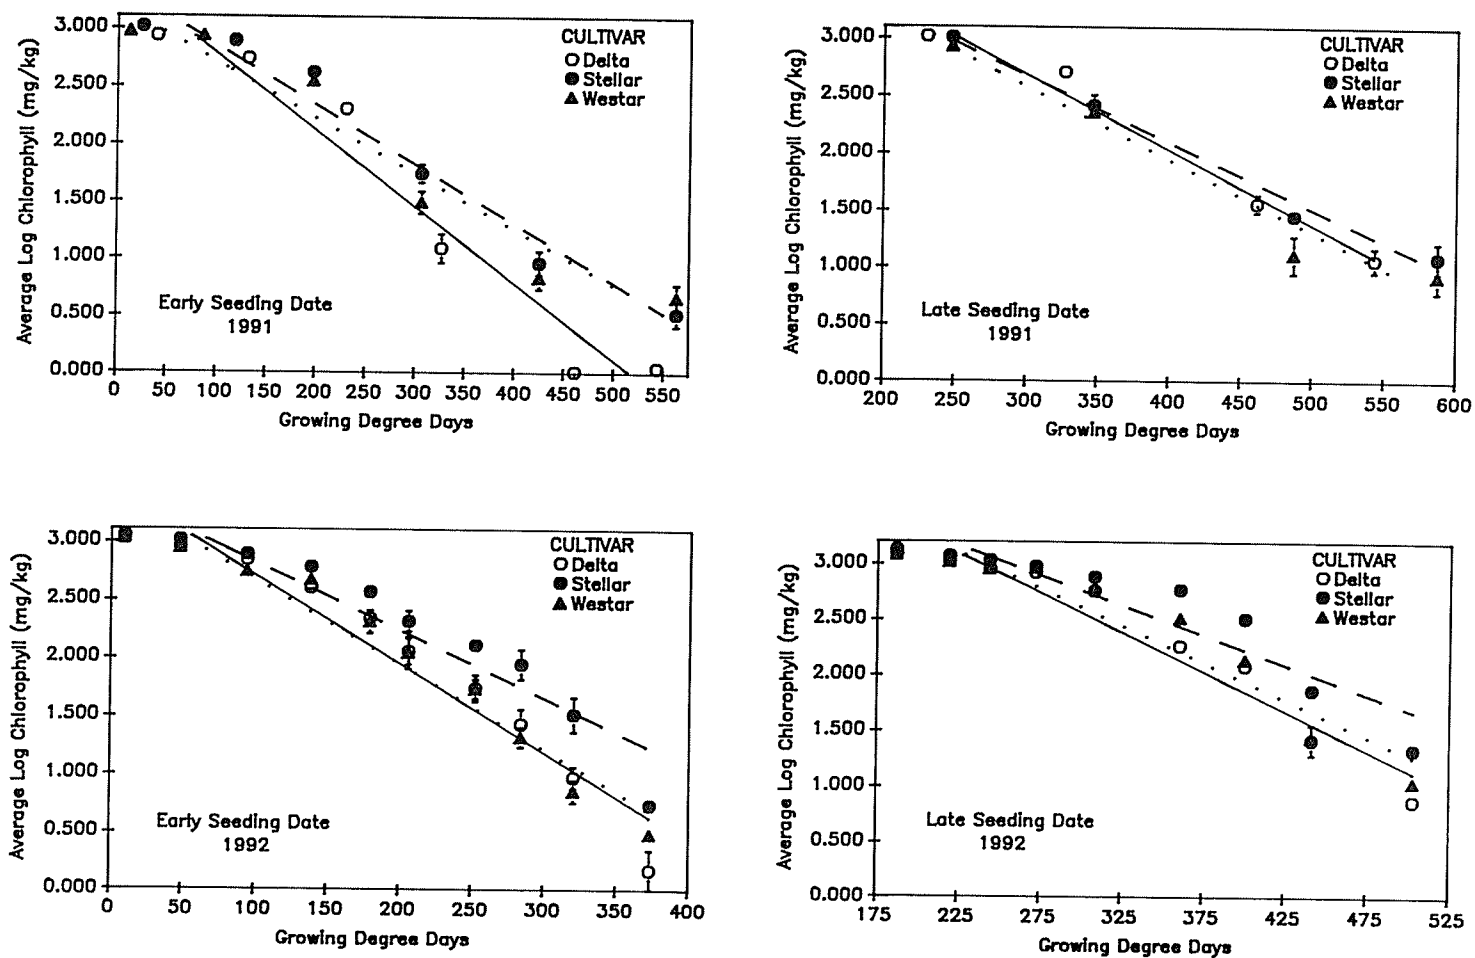 Average Log Chlorophyll (mg/kg)
3.000
2.500
2.000
1.500
1.000
0.500
0.000
CULTIVAR
Delta
Stellar
Westar
Early Seeding Date
1991
0 50 100 150 200 250 300 350 400 450 500 550
Growing Degree Days
Average Log Chlorophyll (mg/kg)
3.000
2.500
2.000
1.500
1.000
0.500
0.000
CULTIVAR
Delta
Stellar
Westar
Late Seeding Date
1991
200 250 300 350 400 450 500 550 600
Growing Degree Days
Average Log Chlorophyll (mg/kg)
3.000
2.500
2.000
1.500
1.000
0.500
0.000
CULTIVAR
Delta
Stellar
Westar
Early Seeding Date
1992
0 50 100 150 200 250 300 350 400
Growing Degree Days
Average Log Chlorophyll (mg/kg)
3.000
2.500
2.000
1.500
1.000
0.500
0.000
CULTIVAR
Delta
Stellar
Westar
Late Seeding Date
1992
175 225 275 325 375 425 475 525
Growing Degree Days